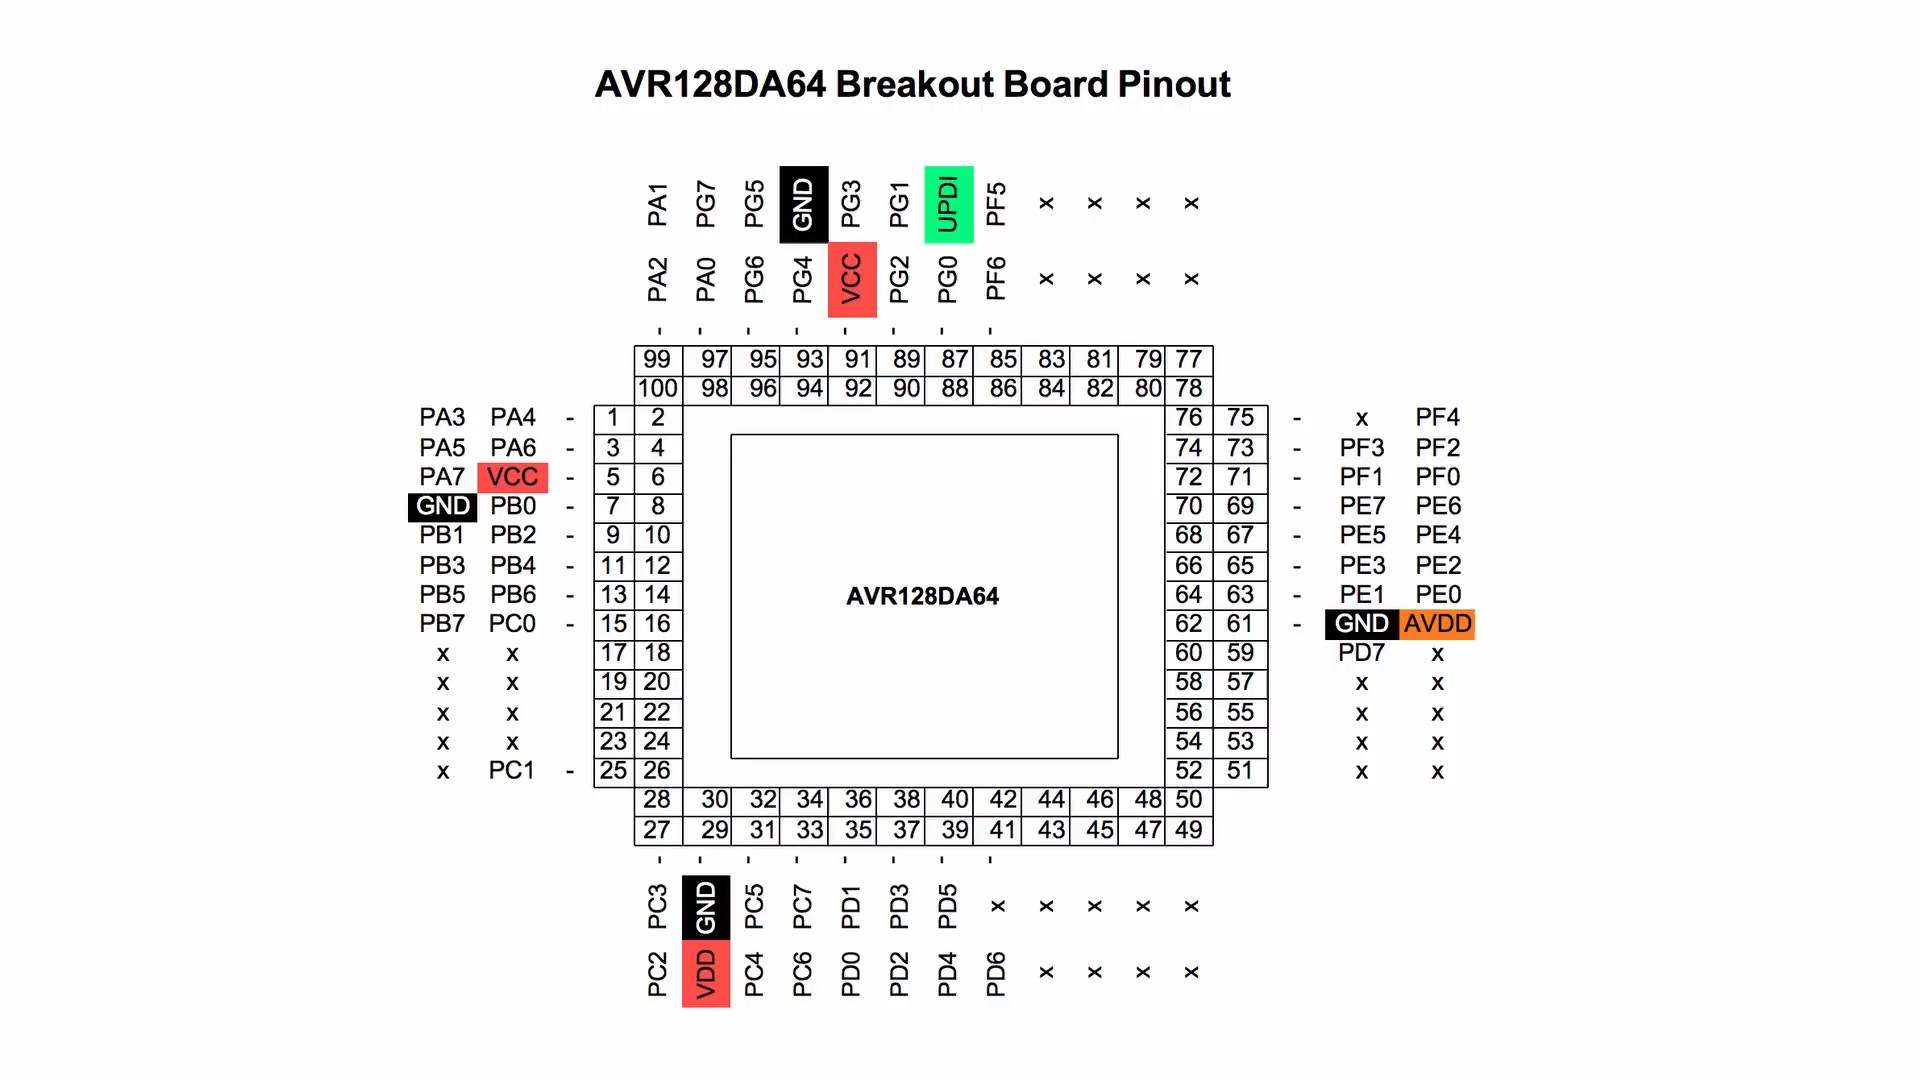 AVR128DA64 Breakout Board Pinout
PA1 PG7 PG5 GND PG3 PG1 UPDI PF5 x x x x
PA2 PA0 PG6 PG4 VCC PG2 PG0 PF6 x x x x
- - - - - - - -
99 97 95 93 91 89 87 85 83 81 79 77
100 98 96 94 92 90 88 86 84 82 80 78
PA3 PA4 - 1 2 76 75 - x PF4
PA5 PA6 - 3 4 74 73 - PF3 PF2
PA7 VCC - 5 6 72 71 - PF1 PF0
GND PB0 - 7 8 70 69 - PE7 PE6
PB1 PB2 - 9 10 68 67 - PE5 PE4
PB3 PB4 - 11 12 66 65 - PE3 PE2
PB5 PB6 - 13 14 64 63 - PE1 PE0
AVR128DA64
PB7 PC0 - 15 16 62 61 - GND AVDD
x x 17 18 60 59 PD7 x
x x 19 20 58 57 x x
x x 21 22 56 55 x x
x x 23 24 54 53 x x
x PC1 - 25 26 52 51 x x
28 30 32 34 36 38 40 42 44 46 48 50
27 29 31 33 35 37 39 41 43 45 47 49
- - - - - - - -
PC3 GND PC5 PC7 PD1 PD3 PD5 x x x x x
PC2 VDD PC4 PC6 PD0 PD2 PD4 PD6 x x x x